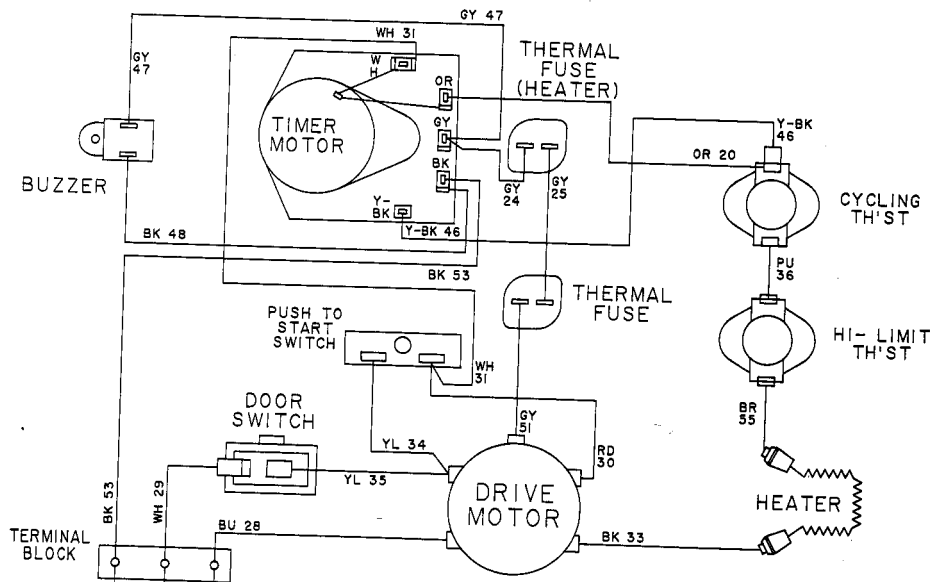 GY 47
WH 31
GY
47
W
H
OR
THERMAL
FUSE
(HEATER)
TIMER
MOTOR
GY
BK
Y-BK
46
OR 20
BUZZER
Y-
BK
GY
24
GY
25
CYCLING
TH'ST
BK 48
Y-BK 46
BK 53
PU
36
THERMAL
FUSE
PUSH TO
START
SWITCH
HI-LIMIT
TH'ST
WH
31
DOOR
SWITCH
GY
51
BR
55
YL 34
RD
30
YL 35
DRIVE
MOTOR
HEATER
BK 53
WH 29
BU 28
TERMINAL
BLOCK
BK 33